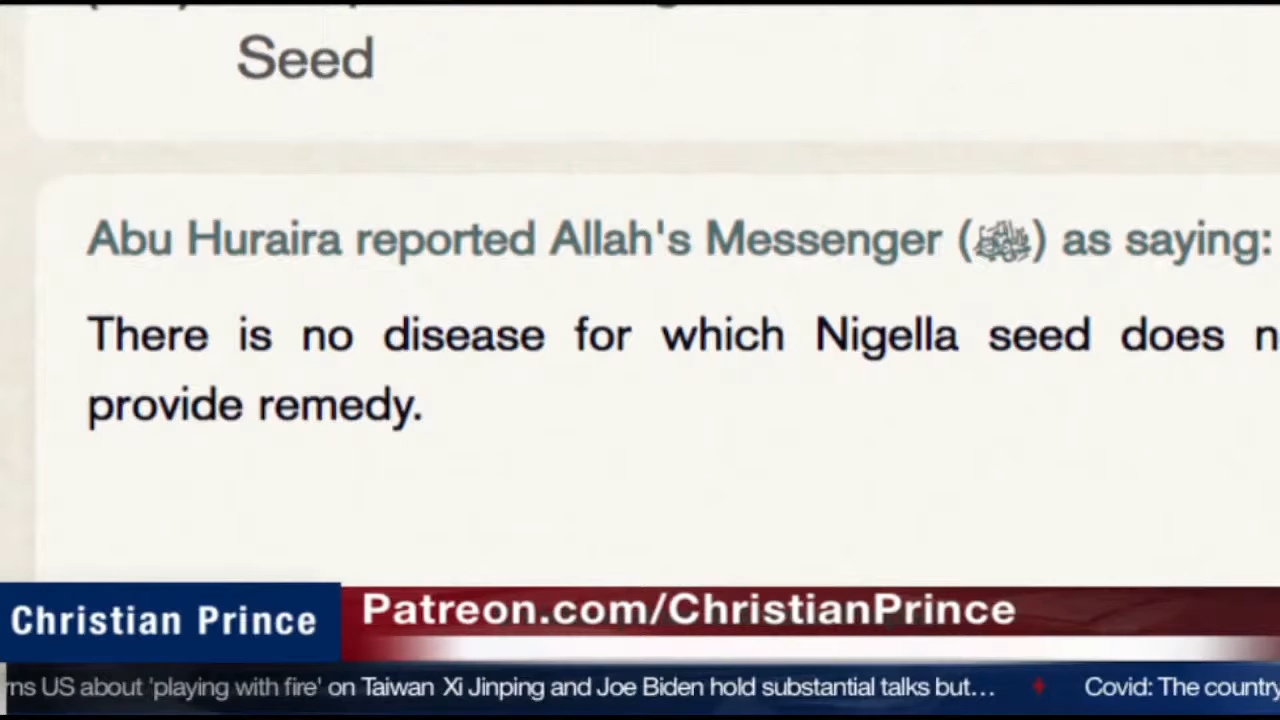 Seed
Abu Huraira reported Allah's Messenger (ﷺ) as saying:
There is no disease for which Nigella seed does n
provide remedy.
Christian Prince
Patreon.com/ChristianPrince
rns US about 'playing with fire' on Taiwan Xi Jinping and Joe Biden hold substantial talks but... Covid: The country